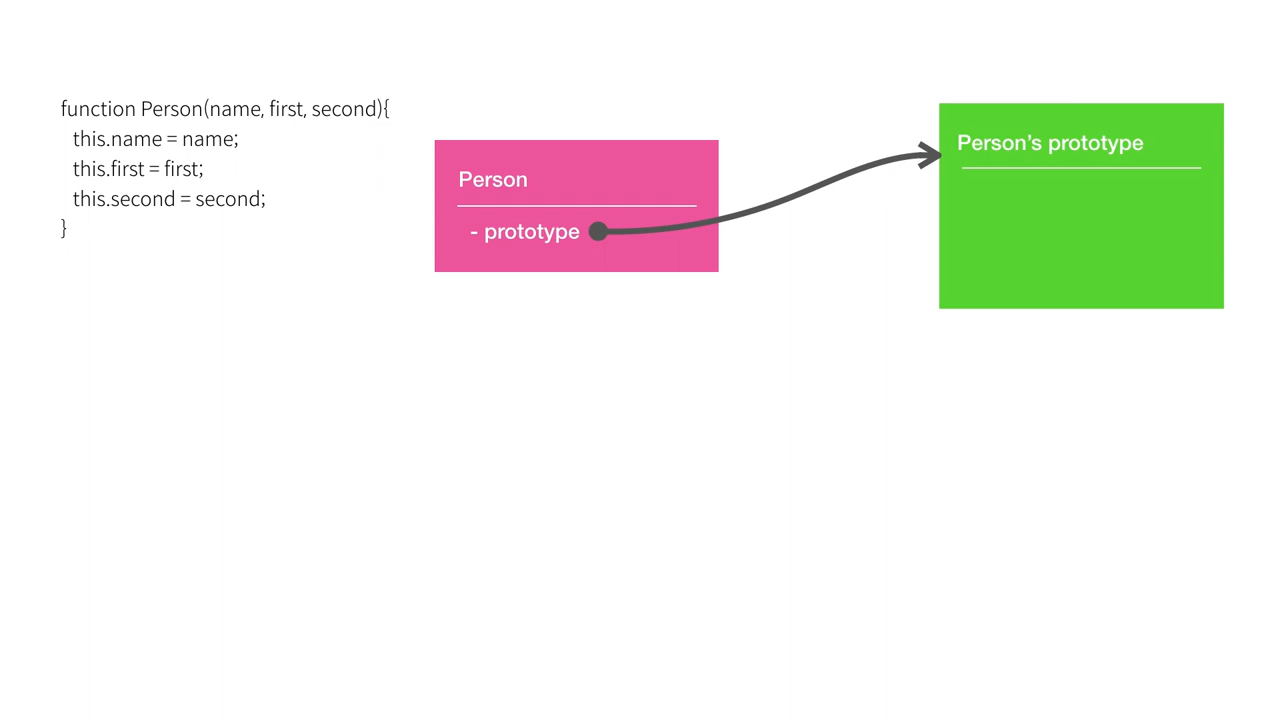 function Person(name, first, second){
this.name = name;
this.first = first;
this.second = second;
}
Person
- prototype
Person’s prototype